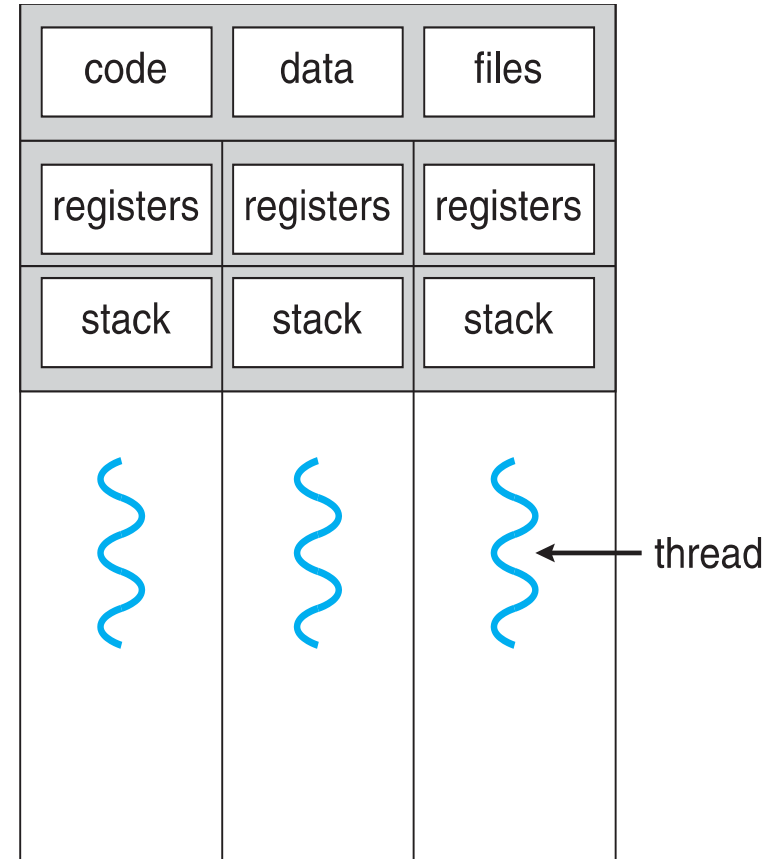 code data files
registers registers registers
stack stack stack
thread